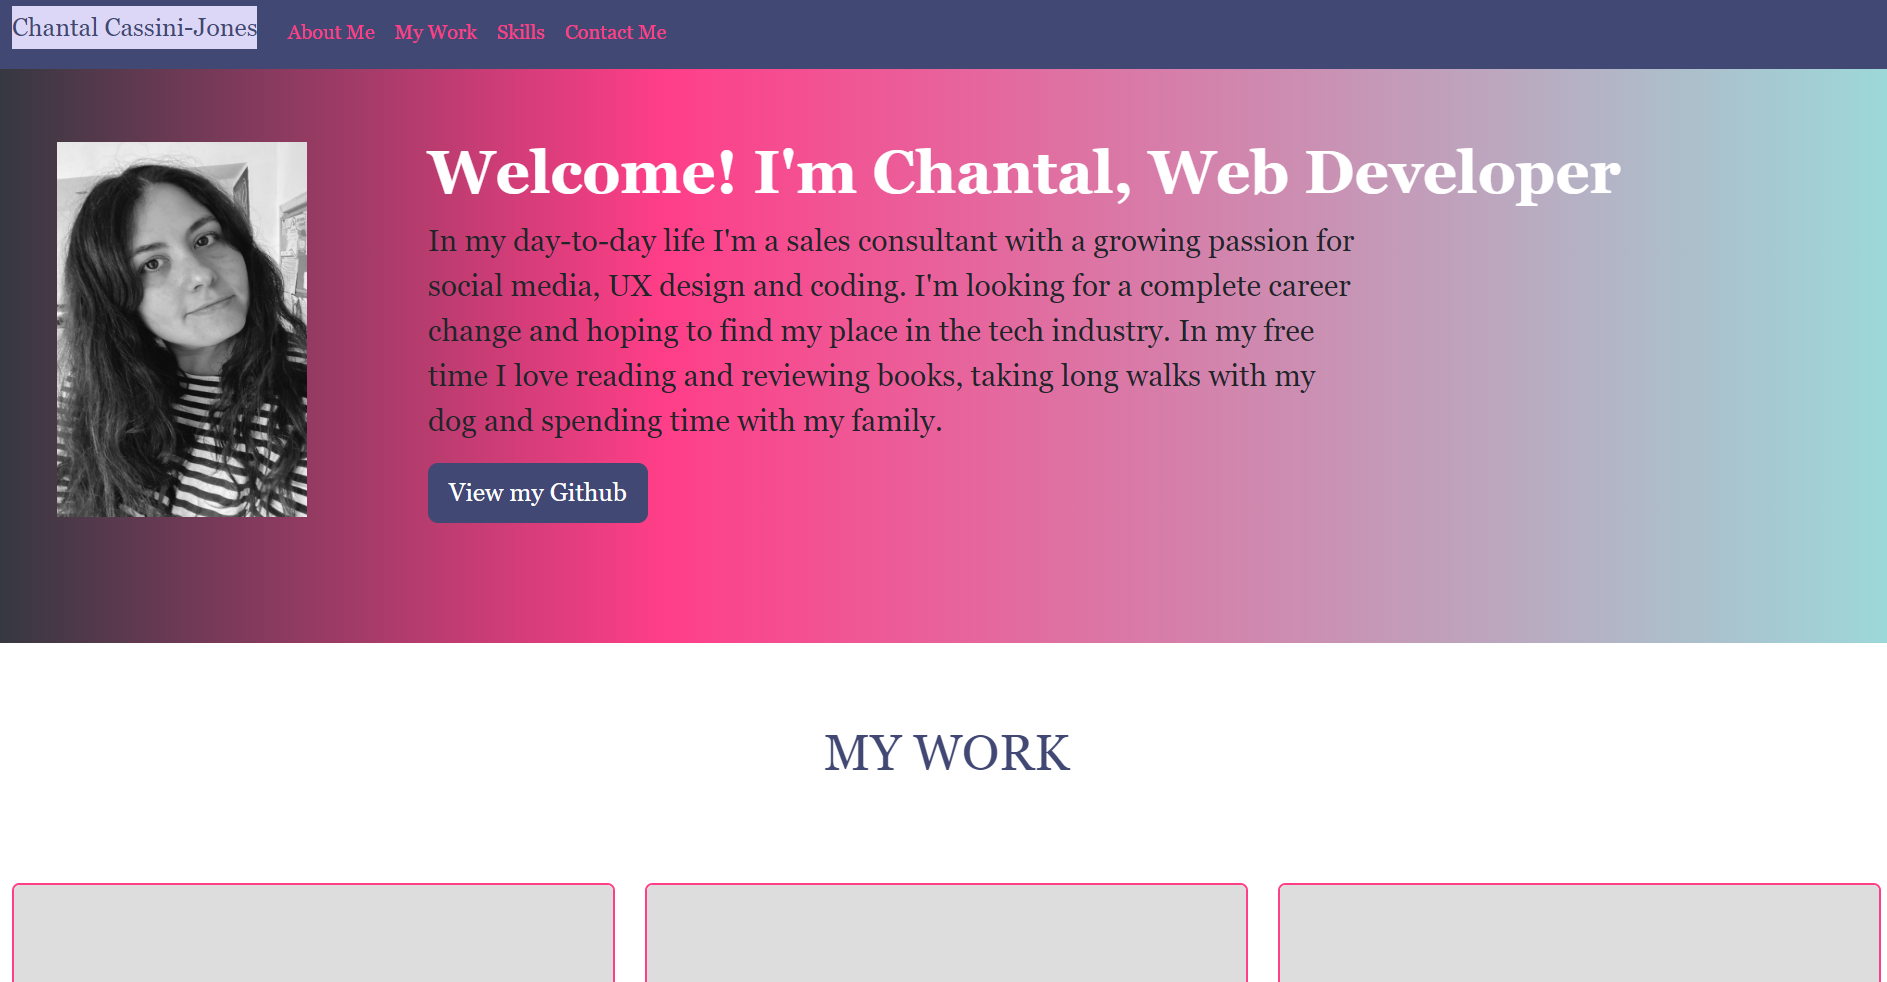 Chantal Cassini-Jones
About Me My Work Skills Contact Me
Welcome! I'm Chantal, Web Developer
In my day-to-day life I'm a sales consultant with a growing passion for
social media, UX design and coding. I'm looking for a complete career
change and hoping to find my place in the tech industry. In my free
time I love reading and reviewing books, taking long walks with my
dog and spending time with my family.
View my Github
MY WORK